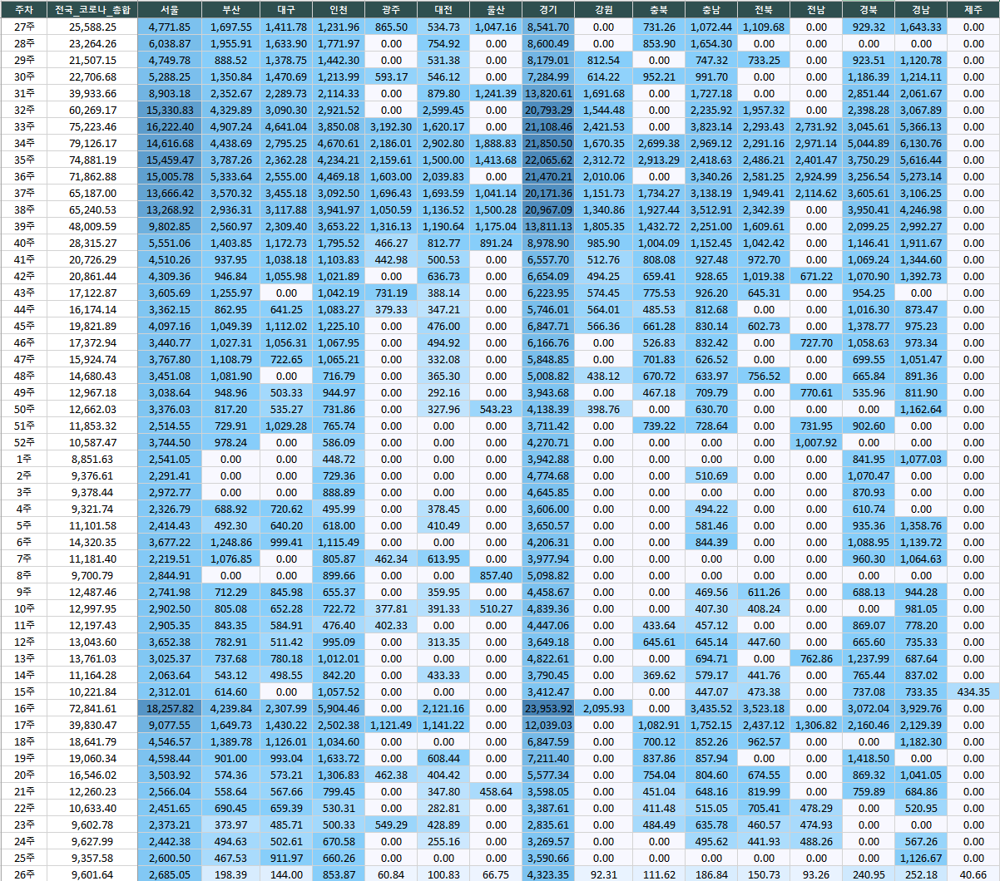 주차 전국_코로나_총합 서울 부산 대구 인천 광주 대전 울산 경기 강원 충북 충남 전북 전남 경북 경남 제주
27주 25,588.25 4,771.85 1,697.55 1,411.78 1,231.96 865.50 534.73 1,047.16 8,541.70 0.00 731.26 1,072.44 1,109.68 0.00 929.32 1,643.33 0.00
28주 23,264.26 6,038.87 1,955.91 1,633.90 1,771.97 0.00 754.92 0.00 8,600.49 0.00 853.90 1,654.30 0.00 0.00 0.00 0.00 0.00
29주 21,507.15 4,749.78 888.52 1,378.75 1,442.30 0.00 531.38 0.00 8,179.01 812.54 0.00 747.32 733.25 0.00 923.51 1,120.78 0.00
30주 22,706.68 5,288.25 1,350.84 1,470.69 1,213.99 593.17 546.12 0.00 7,284.99 614.22 952.21 991.70 0.00 0.00 1,186.39 1,214.11 0.00
31주 39,933.66 8,903.18 2,352.67 2,289.73 2,114.33 0.00 879.80 1,241.39 13,820.61 1,691.68 0.00 1,727.18 0.00 0.00 2,851.44 2,061.67 0.00
32주 60,269.17 15,330.83 4,329.89 3,090.30 2,921.52 0.00 2,599.45 0.00 20,793.29 1,544.48 0.00 2,235.92 1,957.32 0.00 2,398.28 3,067.89 0.00
33주 75,223.46 16,222.40 4,907.24 4,641.04 3,850.08 3,192.30 1,620.17 0.00 21,108.46 2,421.53 0.00 3,823.14 2,293.43 2,731.92 3,045.61 5,366.13 0.00
34주 79,126.17 14,616.68 4,438.69 2,795.25 4,670.61 2,186.01 2,902.80 1,888.83 21,850.50 1,670.35 2,699.38 2,969.12 2,291.16 2,971.14 5,044.89 6,130.76 0.00
35주 74,881.19 15,459.47 3,787.26 2,362.28 4,234.21 2,159.61 1,500.00 1,413.68 22,065.62 2,312.72 2,913.29 2,418.63 2,486.21 2,401.47 3,750.29 5,616.44 0.00
36주 71,862.88 15,005.78 5,333.64 2,555.00 4,469.18 1,603.00 2,039.83 0.00 21,470.21 2,010.06 0.00 3,340.26 2,581.25 2,924.99 3,256.54 5,273.14 0.00
37주 65,187.00 13,666.42 3,570.32 3,455.18 3,092.50 1,696.43 1,693.59 1,041.14 20,171.36 1,151.73 1,734.27 3,138.19 1,949.41 2,114.62 3,605.61 3,106.25 0.00
38주 65,240.53 13,268.92 2,936.31 3,117.88 3,941.97 1,050.59 1,136.52 1,500.28 20,967.09 1,340.86 1,927.44 3,512.91 2,342.39 0.00 3,950.41 4,246.98 0.00
39주 48,009.59 9,802.85 2,560.97 2,309.40 3,653.22 1,316.13 1,190.64 1,175.04 13,811.13 1,805.35 1,432.72 2,251.00 1,609.61 0.00 2,099.25 2,992.27 0.00
40주 28,315.27 5,551.06 1,403.85 1,172.73 1,795.52 466.27 812.77 891.24 8,978.90 985.90 1,004.09 1,152.45 1,042.42 0.00 1,146.41 1,911.67 0.00
41주 20,726.29 4,510.26 937.95 1,038.18 1,103.83 442.98 500.53 0.00 6,557.70 512.76 808.08 927.48 972.70 0.00 1,069.24 1,344.60 0.00
42주 20,861.44 4,309.36 946.84 1,055.98 1,021.89 0.00 636.73 0.00 6,654.09 494.25 659.41 928.65 1,019.38 671.22 1,070.90 1,392.73 0.00
43주 17,122.87 3,605.69 1,255.97 0.00 1,042.19 731.19 388.14 0.00 6,223.95 574.45 775.53 926.20 645.31 0.00 954.25 0.00 0.00
44주 16,174.14 3,362.15 862.95 641.25 1,083.27 379.33 347.21 0.00 5,746.01 564.01 485.53 812.68 0.00 0.00 1,016.30 873.47 0.00
45주 19,821.89 4,097.16 1,049.39 1,112.02 1,225.10 0.00 476.00 0.00 6,847.71 566.36 661.28 830.14 602.73 0.00 1,378.77 975.23 0.00
46주 17,372.94 3,440.77 1,027.31 1,056.31 1,067.95 0.00 494.92 0.00 6,166.76 0.00 526.83 832.42 0.00 727.70 1,058.63 973.34 0.00
47주 15,924.74 3,767.80 1,108.79 722.65 1,065.21 0.00 332.08 0.00 5,848.85 0.00 701.83 626.52 0.00 0.00 699.55 1,051.47 0.00
48주 14,680.43 3,451.08 1,081.90 0.00 716.79 0.00 365.30 0.00 5,008.82 438.12 670.72 633.97 756.52 0.00 665.84 891.36 0.00
49주 12,967.18 3,038.64 948.96 503.33 944.97 0.00 292.16 0.00 3,943.68 0.00 467.18 709.79 0.00 770.61 535.96 811.90 0.00
50주 12,662.03 3,376.03 817.20 535.27 731.86 0.00 327.96 543.23 4,138.39 398.76 0.00 630.70 0.00 0.00 0.00 1,162.64 0.00
51주 11,853.32 2,514.55 729.91 1,029.28 765.74 0.00 0.00 0.00 3,711.42 0.00 739.22 728.64 0.00 731.95 902.60 0.00 0.00
52주 10,587.47 3,744.50 978.24 0.00 586.09 0.00 0.00 0.00 4,270.71 0.00 0.00 0.00 0.00 1,007.92 0.00 0.00 0.00
1주 8,851.63 2,541.05 0.00 0.00 448.72 0.00 0.00 0.00 3,942.88 0.00 0.00 0.00 0.00 0.00 841.95 1,077.03 0.00
2주 9,376.61 2,291.41 0.00 0.00 729.36 0.00 0.00 0.00 4,774.68 0.00 0.00 510.69 0.00 0.00 1,070.47 0.00 0.00
3주 9,378.44 2,972.77 0.00 0.00 888.89 0.00 0.00 0.00 4,645.85 0.00 0.00 0.00 0.00 0.00 870.93 0.00 0.00
4주 9,321.74 2,326.79 688.92 720.62 495.99 0.00 378.45 0.00 3,606.00 0.00 0.00 494.22 0.00 0.00 610.74 0.00 0.00
5주 11,101.58 2,414.43 492.30 640.20 618.00 0.00 410.49 0.00 3,650.57 0.00 0.00 581.46 0.00 0.00 935.36 1,358.76 0.00
6주 14,320.35 3,677.22 1,248.86 999.41 1,115.49 0.00 0.00 0.00 4,206.31 0.00 0.00 844.39 0.00 0.00 1,088.95 1,139.72 0.00
7주 11,181.40 2,219.51 1,076.85 0.00 805.87 462.34 613.95 0.00 3,977.94 0.00 0.00 0.00 0.00 0.00 960.30 1,064.63 0.00
8주 9,700.79 2,844.91 0.00 0.00 899.66 0.00 0.00 857.40 5,098.82 0.00 0.00 0.00 0.00 0.00 0.00 0.00 0.00
9주 12,487.46 2,741.98 712.29 845.98 655.37 0.00 359.95 0.00 4,458.67 0.00 0.00 469.56 611.26 0.00 688.13 944.28 0.00
10주 12,997.95 2,902.50 805.08 652.28 722.72 377.81 391.33 510.27 4,839.36 0.00 0.00 407.30 408.24 0.00 0.00 981.05 0.00
11주 12,197.43 2,905.35 843.35 584.91 476.40 402.33 0.00 0.00 4,447.06 0.00 433.64 457.12 0.00 0.00 869.07 778.20 0.00
12주 13,043.60 3,652.38 782.91 511.42 995.09 0.00 313.35 0.00 3,649.18 0.00 645.61 645.14 447.60 0.00 665.60 735.33 0.00
13주 13,761.03 3,025.37 737.68 780.18 1,012.01 0.00 0.00 0.00 4,822.61 0.00 0.00 694.71 0.00 762.86 1,237.99 687.64 0.00
14주 11,164.28 2,063.64 543.12 498.55 842.20 0.00 433.33 0.00 3,790.45 0.00 369.62 579.17 441.76 0.00 765.44 837.02 0.00
15주 10,221.84 2,312.01 614.60 0.00 1,057.52 0.00 0.00 0.00 3,412.47 0.00 0.00 447.07 473.38 0.00 737.08 733.35 434.35
16주 72,841.61 18,257.82 4,239.84 2,307.99 5,904.46 0.00 2,121.16 0.00 23,953.92 2,095.93 0.00 3,435.52 3,523.18 0.00 3,072.04 3,929.76 0.00
17주 39,830.47 9,077.55 1,649.73 1,430.22 2,502.38 1,121.49 1,141.22 0.00 12,039.03 0.00 1,082.91 1,752.15 2,437.12 1,306.82 2,160.46 2,129.39 0.00
18주 18,641.79 4,546.57 1,389.78 1,126.01 1,034.60 0.00 0.00 0.00 6,847.59 0.00 700.12 852.26 962.57 0.00 0.00 1,182.30 0.00
19주 19,060.34 4,598.44 901.00 993.04 1,633.72 0.00 608.44 0.00 7,211.40 0.00 837.86 857.94 0.00 0.00 1,418.50 0.00 0.00
20주 16,546.02 3,503.92 574.36 573.21 1,306.83 462.38 404.42 0.00 5,577.34 0.00 754.04 804.60 674.55 0.00 869.32 1,041.05 0.00
21주 12,260.23 2,566.04 558.64 567.66 799.45 0.00 347.80 458.64 3,598.05 0.00 451.04 648.16 819.99 0.00 759.89 684.86 0.00
22주 10,633.40 2,451.65 690.45 659.39 530.31 0.00 282.81 0.00 3,387.61 0.00 411.48 515.05 705.41 478.29 0.00 520.95 0.00
23주 9,602.78 2,373.21 373.97 485.71 500.33 549.29 428.89 0.00 2,835.61 0.00 484.49 635.78 460.57 474.93 0.00 0.00 0.00
24주 9,627.99 2,442.38 494.63 502.61 670.58 0.00 255.16 0.00 3,269.57 0.00 0.00 495.62 441.93 488.26 0.00 567.26 0.00
25주 9,357.58 2,600.50 467.53 911.97 660.26 0.00 0.00 0.00 3,590.66 0.00 0.00 0.00 0.00 0.00 0.00 1,126.67 0.00
26주 9,601.64 2,685.05 198.39 144.00 853.87 60.84 100.83 66.75 4,323.35 92.31 111.62 186.84 150.73 93.26 240.95 252.18 40.66